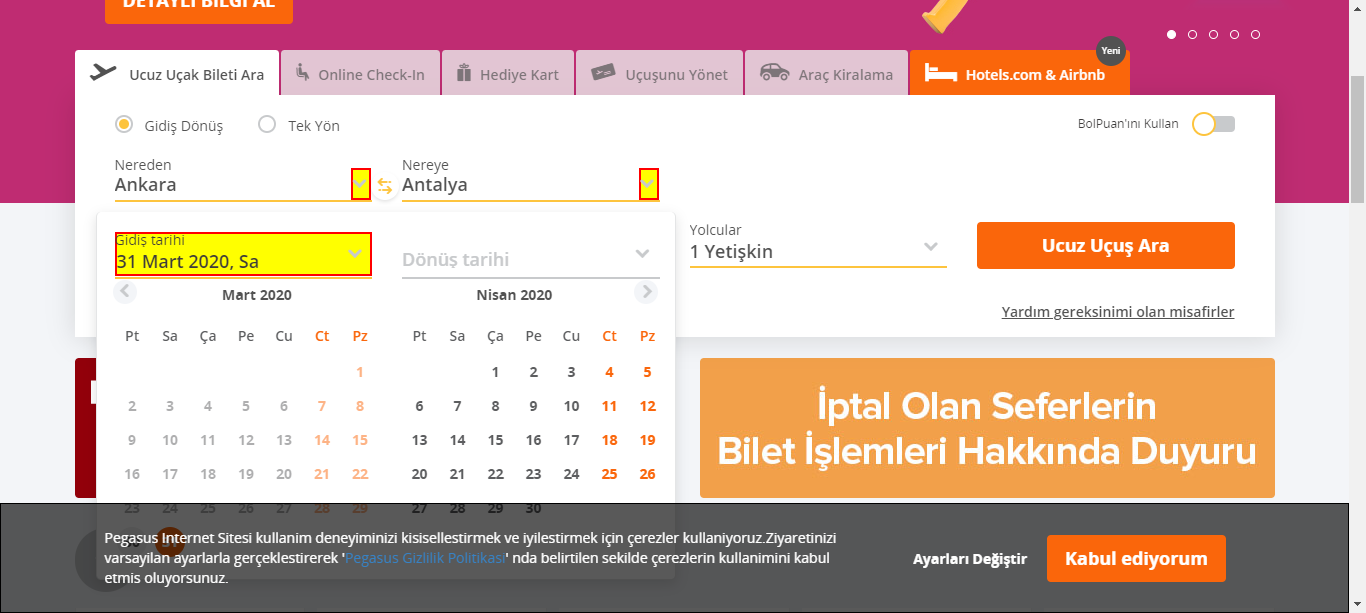 DETAYLI BİLGİ AL
Yeni
Ucuz Uçak Bileti Ara
Online Check-In
Hediye Kart
Uçuşunu Yönet
Araç Kiralama
Hotels.com & Airbnb
Gidiş Dönüş
Tek Yön
BolPuan'ını Kullan
Nereden
Nereye
Ankara
Antalya
Gidiş tarihi
31 Mart 2020, Sa
Dönüş tarihi
Yolcular
1 Yetişkin
Ucuz Uçuş Ara
Yardım gereksinimi olan misafirler
Mart 2020
Pt Sa Ça Pe Cu Ct Pz
1
2 3 4 5 6 7 8
9 10 11 12 13 14 15
16 17 18 19 20 21 22
23 24 25 26 27 28 29
Nisan 2020
Pt Sa Ça Pe Cu Ct Pz
1 2 3 4 5
6 7 8 9 10 11 12
13 14 15 16 17 18 19
20 21 22 23 24 25 26
27 28 29 30
İptal Olan Seferlerin
Bilet İşlemleri Hakkında Duyuru
Pegasus Internet Sitesi kullanim deneyiminizi kisisellestirmek ve iyilestirmek için çerezler kullaniyoruz.Ziyaretinizi
varsayilan ayarlarla gerçeklestirerek 'Pegasus Gizlilik Politikasi' nda belirtilen sekilde çerezlerin kullanimini kabul
etmis oluyorsunuz.
Ayarları Değiştir
Kabul ediyorum